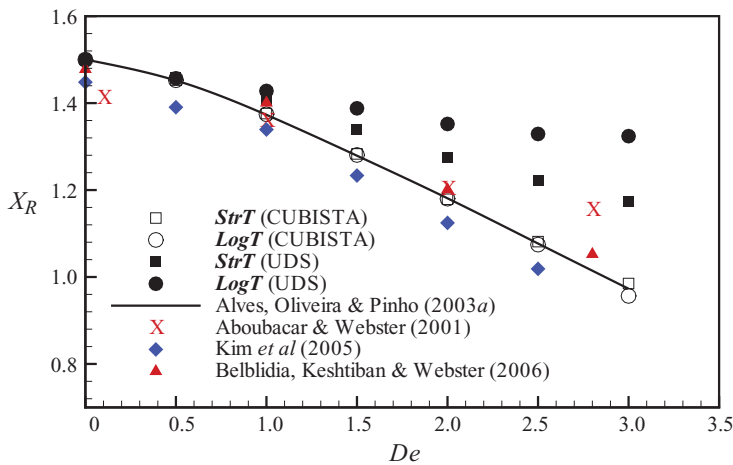 1.6
1.4
1.2
1.0
0.8
X_R
StrT (CUBISTA)
LogT (CUBISTA)
StrT (UDS)
LogT (UDS)
Alves, Oliveira & Pinho (2003a)
X Aboubacar & Webster (2001)
Kim et al (2005)
Belblidia, Keshtiban & Webster (2006)
0 0.5 1.0 1.5 2.0 2.5 3.0 3.5
De